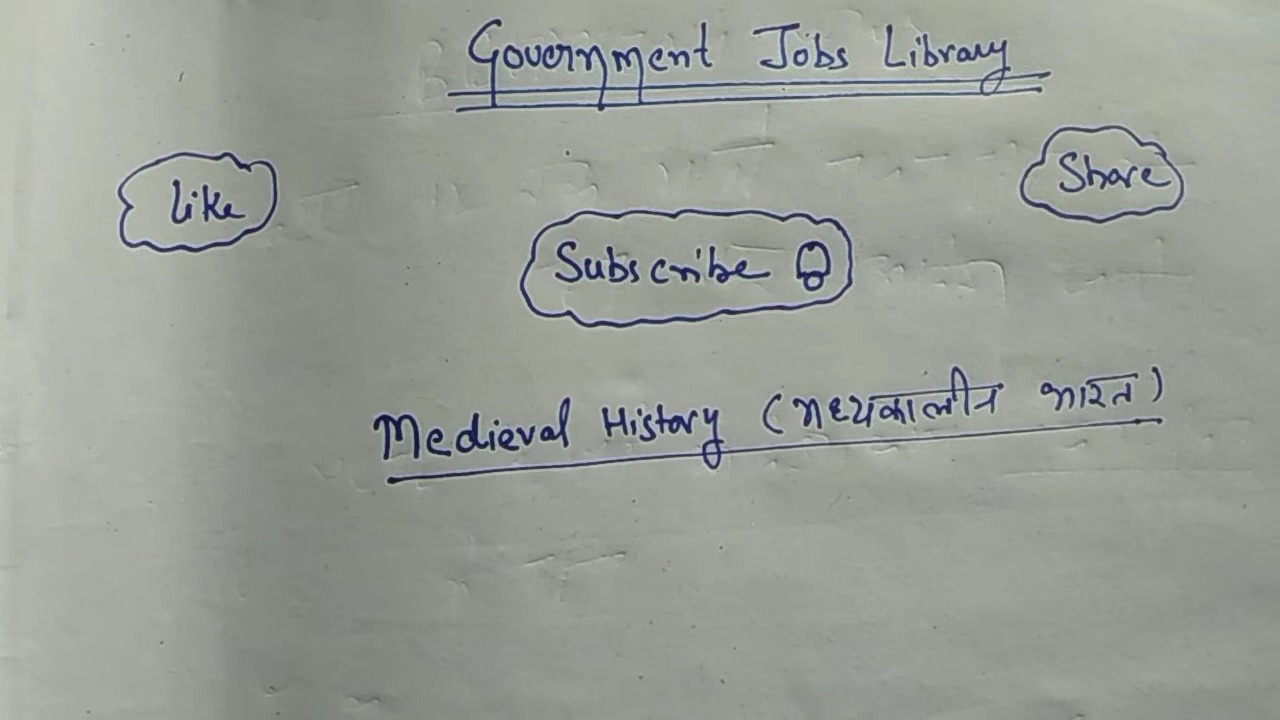 Government Jobs Library
Like
Share
Subscribe
Medieval History (मध्यकालीन भारत)